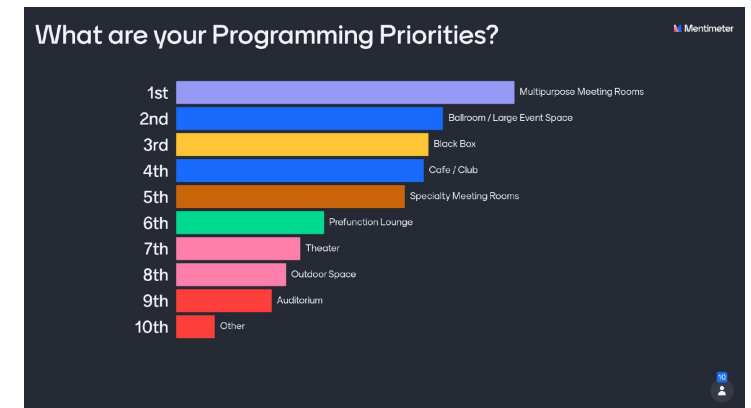 What are your Programming Priorities?
Mentimeter
1st Multipurpose Meeting Rooms
2nd Ballroom / Large Event Space
3rd Black Box
4th Cafe / Club
5th Specialty Meeting Rooms
6th Prefunction Lounge
7th Theater
8th Outdoor Space
9th Auditorium
10th Other
10